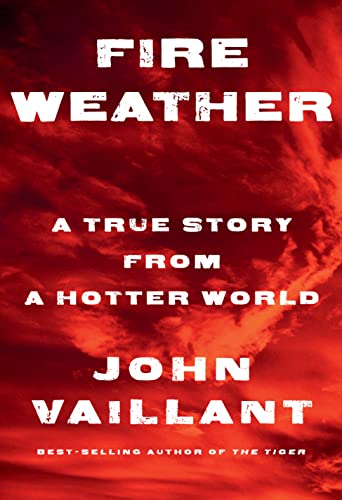 FIRE
WEATHER
A TRUE STORY
FROM
A HOTTER WORLD
JOHN
VAILLANT
BEST-SELLING AUTHOR OF THE TIGER